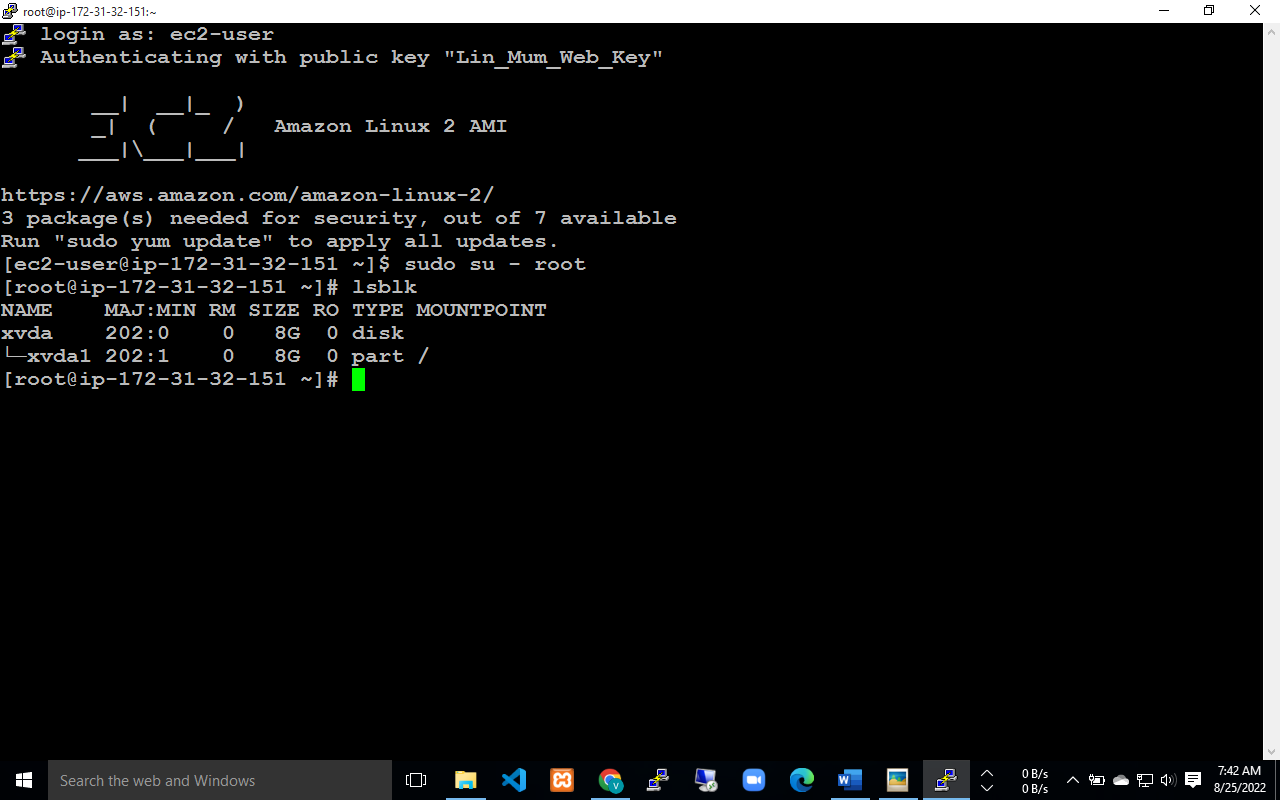 root@ip-172-31-32-151:~
login as: ec2-user
Authenticating with public key "Lin_Mum_Web_Key"
       __|  __|_  )
       _|  (     /   Amazon Linux 2 AMI
      ___|\___|___|
https://aws.amazon.com/amazon-linux-2/
3 package(s) needed for security, out of 7 available
Run "sudo yum update" to apply all updates.
[ec2-user@ip-172-31-32-151 ~]$ sudo su - root
[root@ip-172-31-32-151 ~]# lsblk
NAME    MAJ:MIN RM SIZE RO TYPE MOUNTPOINT
xvda    202:0    0   8G  0 disk
└─xvda1 202:1    0   8G  0 part /
[root@ip-172-31-32-151 ~]#
Search the web and Windows
V
W
0 B/s
0 B/s
7:42 AM
8/25/2022